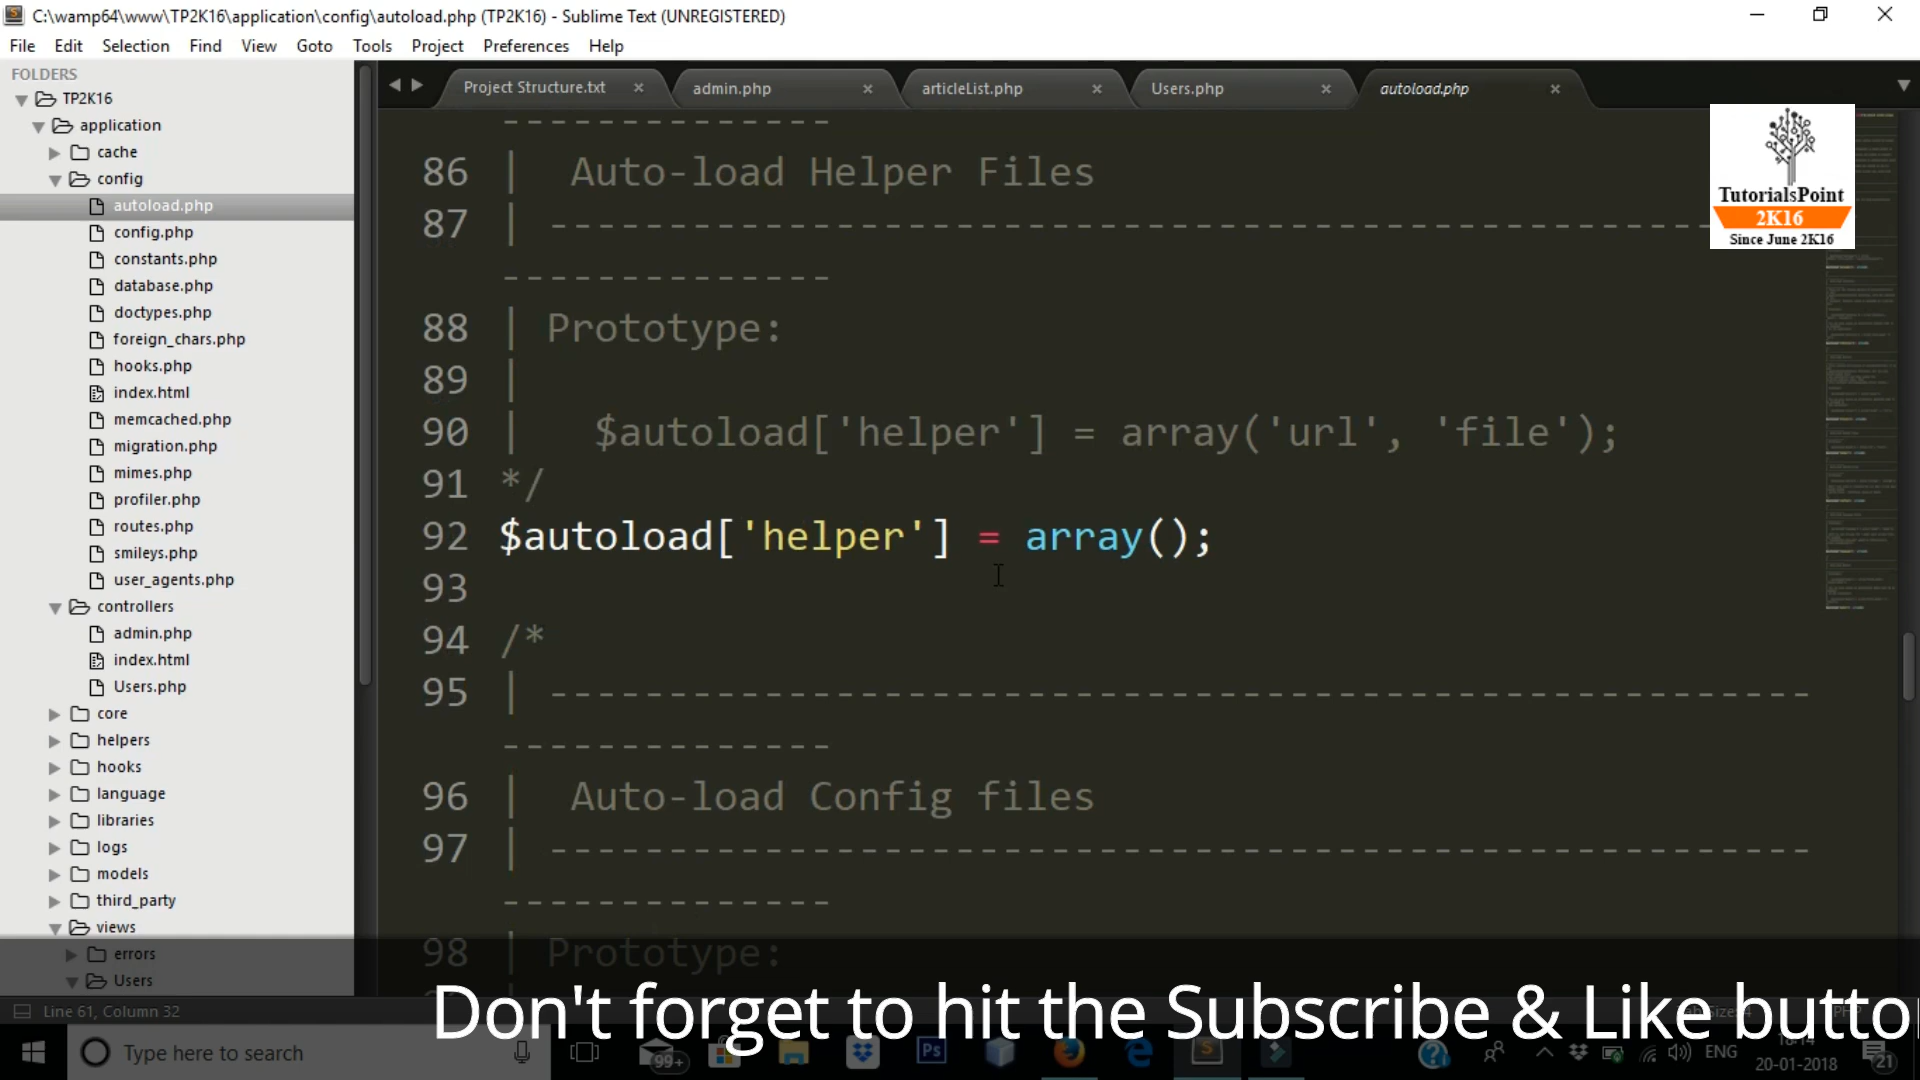 C:\wamp64\www\TP2K16\application\config\autoload.php (TP2K16) - Sublime Text (UNREGISTERED)
File Edit Selection Find View Goto Tools Project Preferences Help
FOLDERS
TP2K16
application
cache
config
autoload.php
config.php
constants.php
database.php
doctypes.php
foreign_chars.php
hooks.php
index.html
memcached.php
migration.php
mimes.php
profiler.php
routes.php
smileys.php
user_agents.php
controllers
admin.php
index.html
Users.php
core
helpers
hooks
language
libraries
logs
models
third_party
views
errors
Users
Project Structure.txt admin.php articleList.php Users.php autoload.php
--------------
86 | Auto-load Helper Files
87 | -------------------------------------------------
--------------
88 | Prototype:
89 |
90 | $autoload['helper'] = array('url', 'file');
91 */
92 $autoload['helper'] = array();
93
94 /*
95 | ------------------------------------------------------
--------------
96 | Auto-load Config files
97 | ------------------------------------------------------
--------------
98 | Prototype:
TutorialsPoint
2K16
Since June 2K16
Line 61, Column 32
Don't forget to hit the Subscribe & Like butto
Type here to search
99+
Ps
ENG
20-01-2018
21